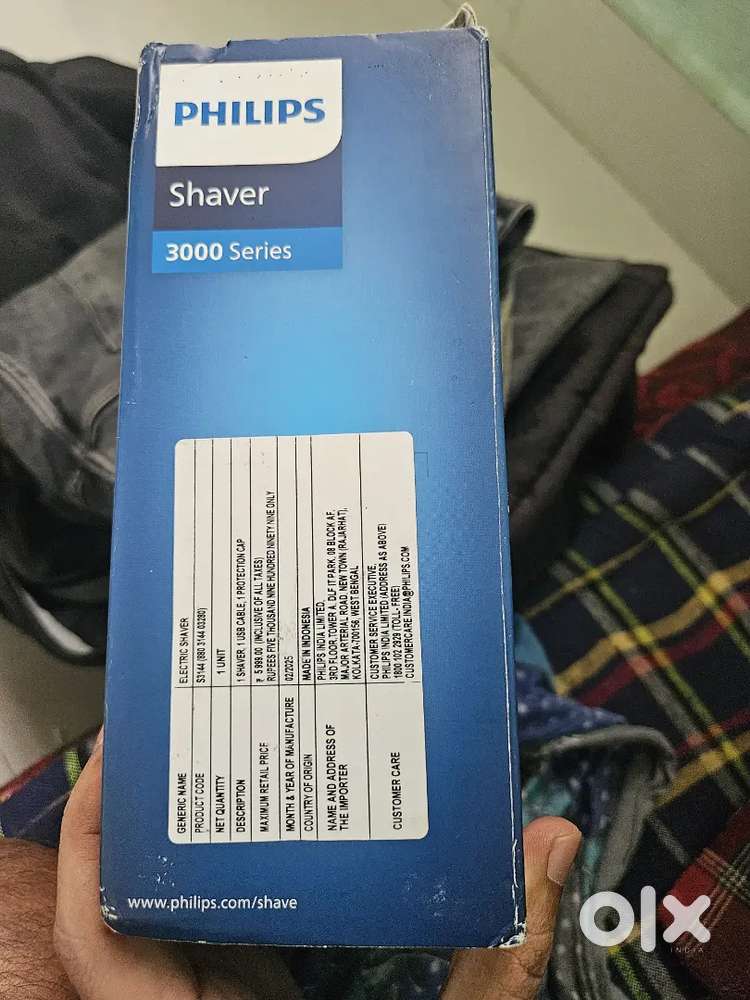 PHILIPS
Shaver
3000 Series
GENERIC NAME ELECTRIC SHAVER
PRODUCT CODE S3144 (880 3144 03280)
NET QUANTITY 1 UNIT
DESCRIPTION 1 SHAVER, 1 USB CABLE, 1 PROTECTION CAP
MAXIMUM RETAIL PRICE ₹ 5 999.00 (INCLUSIVE OF ALL TAXES)
RUPEES FIVE THOUSAND NINE HUNDRED NINETY NINE ONLY
MONTH & YEAR OF MANUFACTURE 02/2025
COUNTRY OF ORIGIN MADE IN INDONESIA
NAME AND ADDRESS OF
THE IMPORTER
PHILIPS INDIA LIMITED,
3RD FLOOR, TOWER A, DLF IT PARK, 08 BLOCK AF,
MAJOR ARTERIAL ROAD, NEW TOWN (RAJARHAT),
KOLKATA-700156, WEST BENGAL
CUSTOMER CARE
CUSTOMER SERVICE EXECUTIVE,
PHILIPS INDIA LIMITED (ADDRESS AS ABOVE)
1800 102 2929 (TOLL - FREE)
CUSTOMERCARE.INDIA@PHILIPS.COM
www.philips.com/shave
olx
INDIA